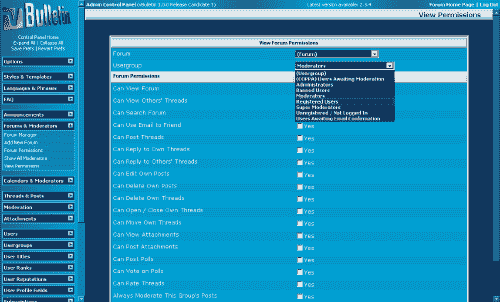 vBulletin
Admin Control Panel (vBulletin 3.0.0 Release Candidate 1)
Latest version available: 2.3.4
Forum Home Page | Log Out
View Permissions
Control Panel Home
Expand All | Collapse All
Save Prefs | Revert Prefs
Options
Styles & Templates
Languages & Phrases
FAQ
Announcements
Forums & Moderators
Forum Manager
Add New Forum
Forum Permissions
Show All Moderators
View Permissions
Calendars & Moderators
Threads & Posts
Moderation
Attachments
Users
Usergroups
User Titles
User Ranks
User Reputations
User Profile Fields
View Forum Permissions
Forum
(Forum)
Usergroup
Moderators
(Usergroup)
(COPPA) Users Awaiting Moderation
Administrators
Banned Users
Moderators
Registered Users
Super Moderators
Unregistered / Not Logged In
Users Awaiting Email Confirmation
Forum Permissions
Can View Forum
Can View Others' Threads
Can Search Forum
Can Use Email to Friend Yes
Can Post Threads Yes
Can Reply to Own Threads Yes
Can Reply to Others' Threads Yes
Can Edit Own Posts Yes
Can Delete Own Posts Yes
Can Delete Own Threads Yes
Can Open / Close Own Threads Yes
Can Move Own Threads Yes
Can View Attachments Yes
Can Post Attachments Yes
Can Post Polls Yes
Can Vote on Polls Yes
Can Rate Threads Yes
Always Moderate This Group's Posts Yes